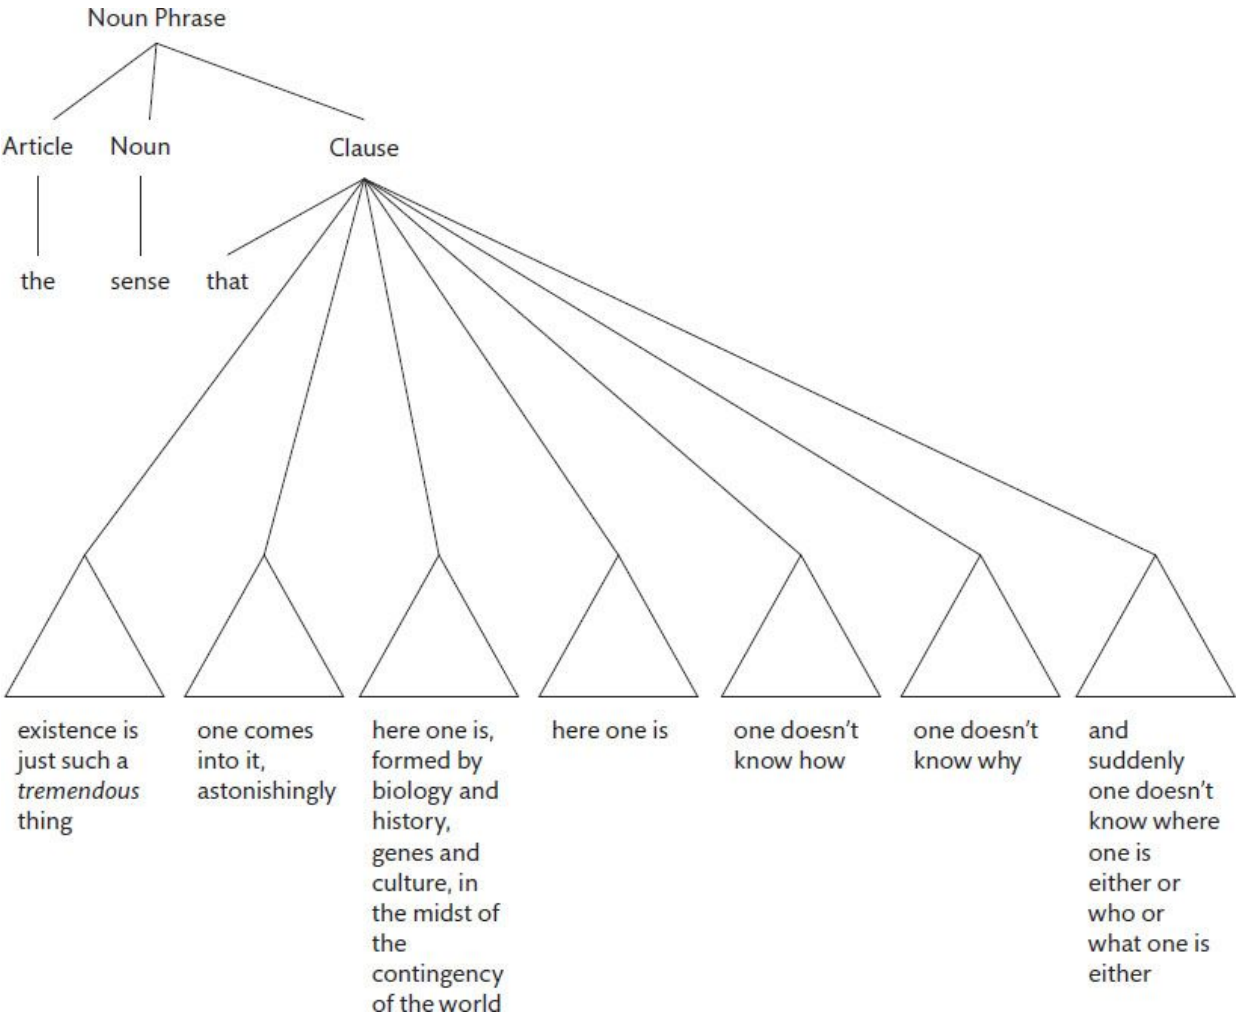 Noun Phrase
Article Noun Clause
the sense that
existence is
just such a
tremendous
thing
one comes
into it,
astonishingly
here one is,
formed by
biology and
history,
genes and
culture, in
the midst of
the
contingency
of the world
here one is
one doesn’t
know how
one doesn’t
know why
and
suddenly
one doesn’t
know where
one is
either or
who or
what one is
either